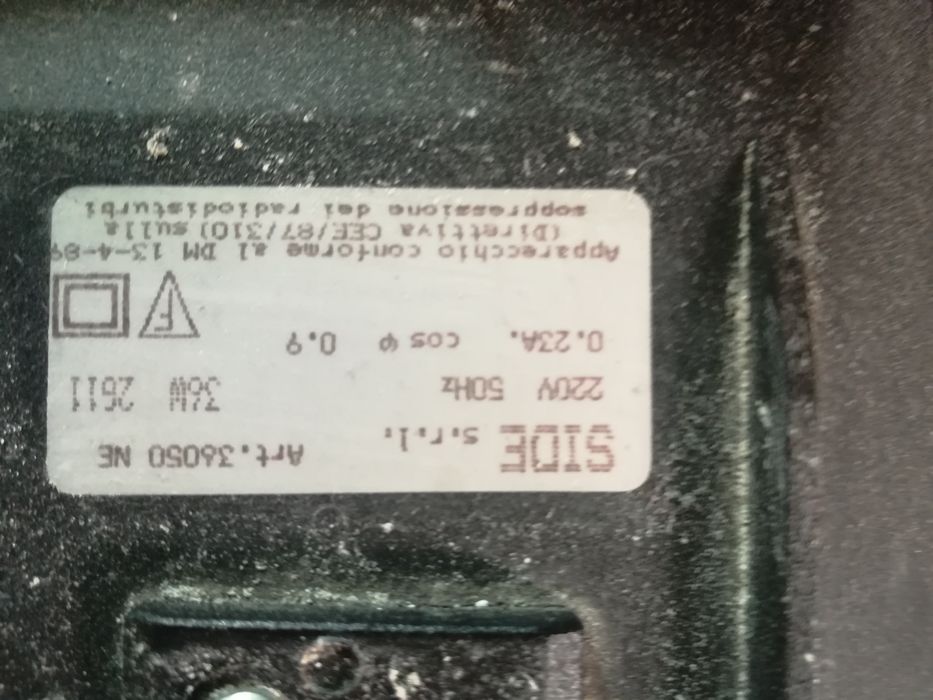 SIDE s.r.l. Art.36050 NE
220V 50Hz 36W 2611
0.23A. cos φ 0.9
F
Apparecchio conforme al DM 13-4-89
(Direttiva CEE/87/310) sulla
soppressione dei radiodisturbi